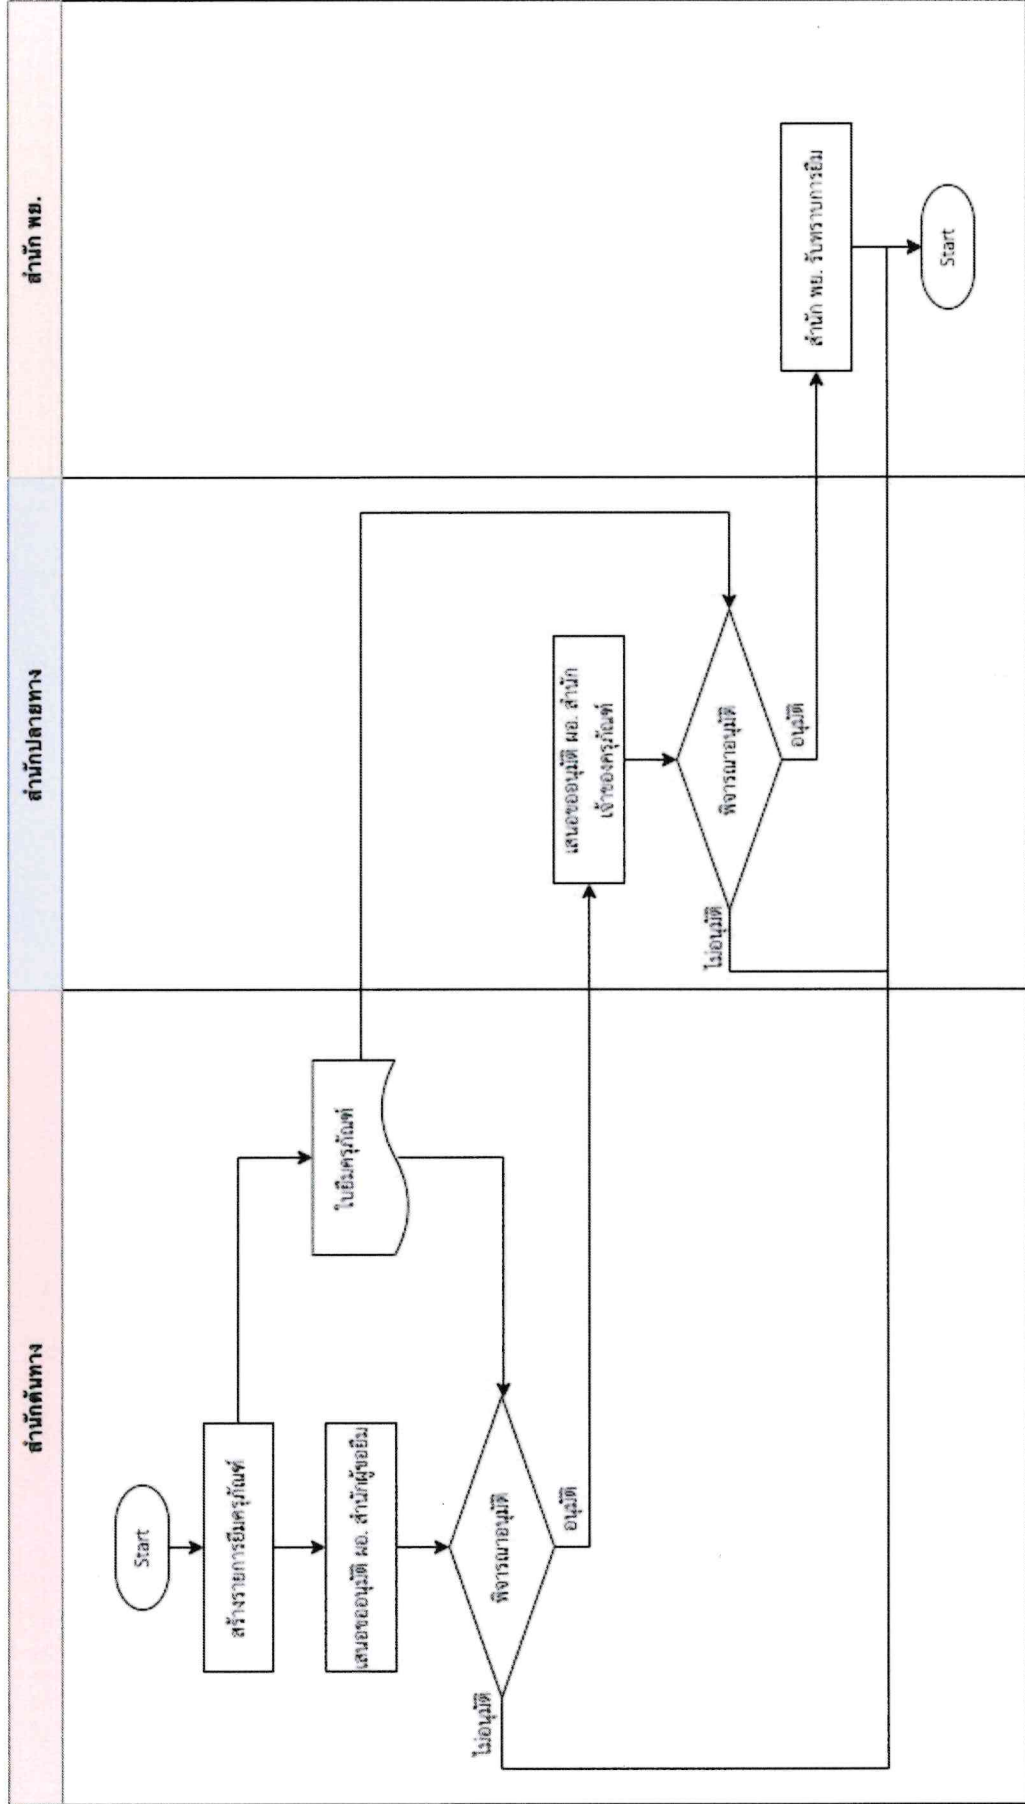 สำนักต้นทาง
สำนักปลายทาง
สำนัก พย.
Start
สร้างรายการยืมครุภัณฑ์
เสนอขออนุมัติ ผอ. สำนักผู้ขอยืม
ใบยืมครุภัณฑ์
พิจารณาอนุมัติ
ไม่อนุมัติ
อนุมัติ
เสนอขออนุมัติ ผอ. สำนัก
เจ้าของครุภัณฑ์
พิจารณาอนุมัติ
ไม่อนุมัติ
อนุมัติ
สำนัก พย. รับทราบการยืม
Start